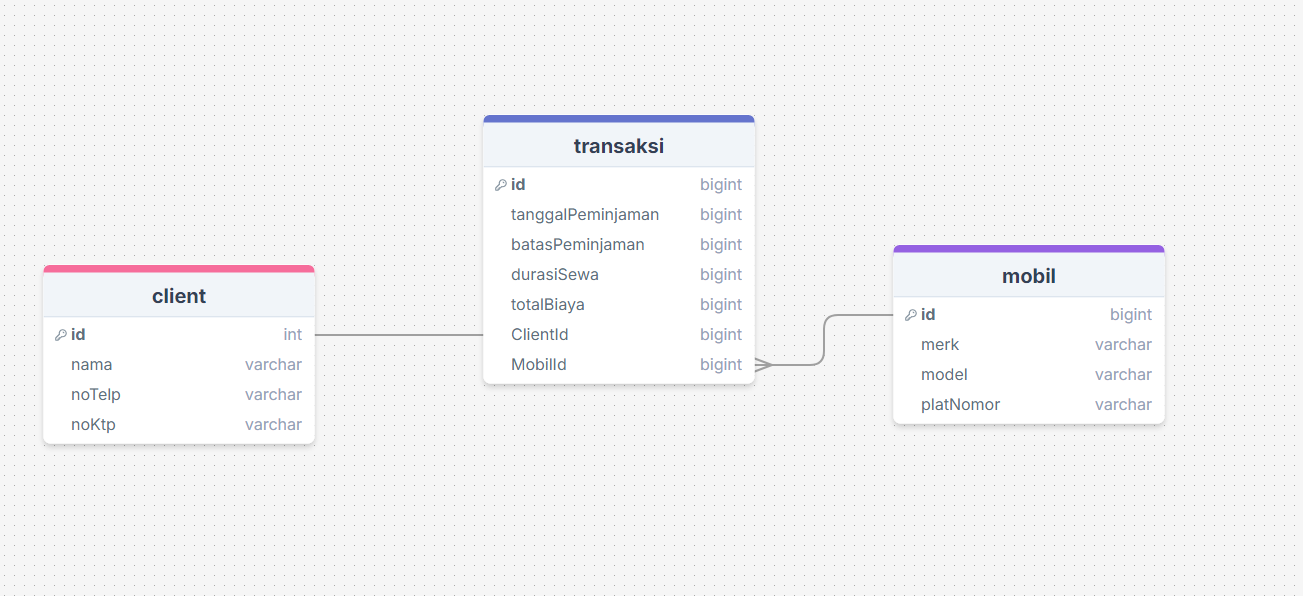 client
id int
nama varchar
noTelp varchar
noKtp varchar
transaksi
id bigint
tanggalPeminjaman bigint
batasPeminjaman bigint
durasiSewa bigint
totalBiaya bigint
ClientId bigint
MobilId bigint
mobil
id bigint
merk varchar
model varchar
platNomor varchar